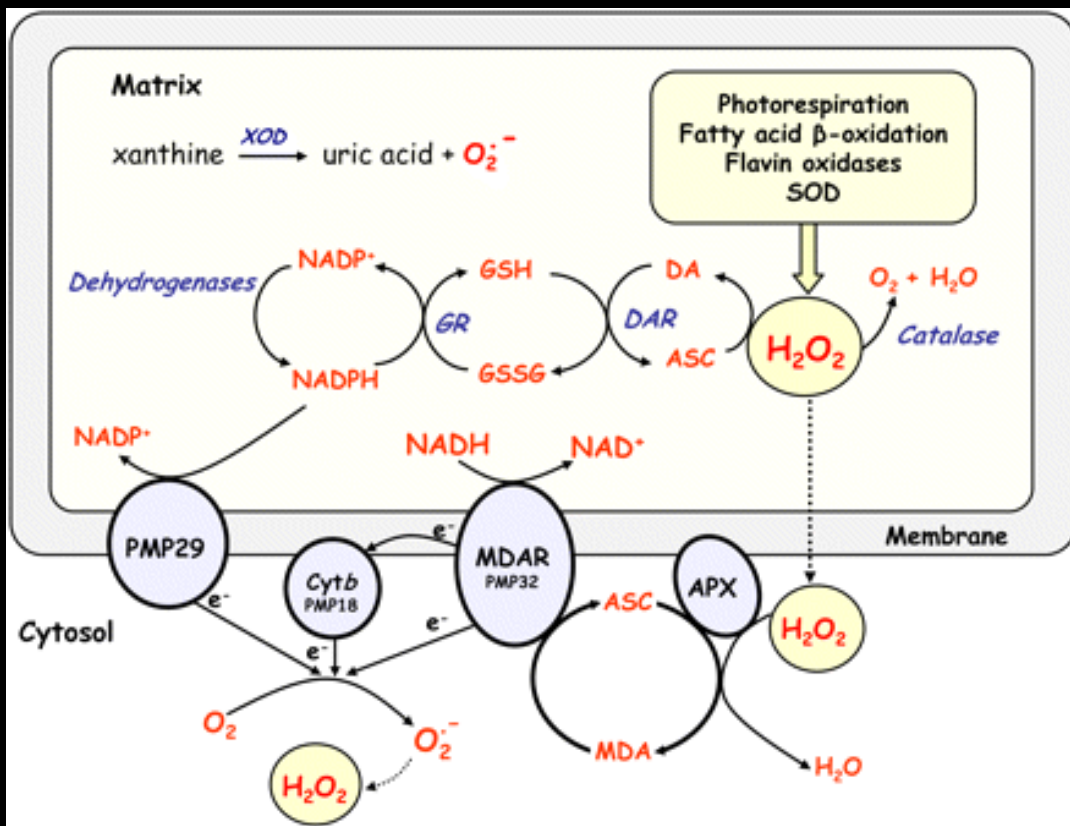 Matrix
xanthine XOD uric acid + O₂·⁻
Photorespiration
Fatty acid β-oxidation
Flavin oxidases
SOD
Dehydrogenases
NADP⁺
GSH
DA
O₂ + H₂O
GR
DAR
H₂O₂
Catalase
NADPH
GSSG
ASC
NADP⁺
NADH
NAD⁺
PMP29
e⁻
MDAR
PMP32
Membrane
Cytb
PMP18
APX
ASC
H₂O₂
Cytosol
e⁻
e⁻
e⁻
O₂
O₂·⁻
MDA
H₂O
H₂O₂